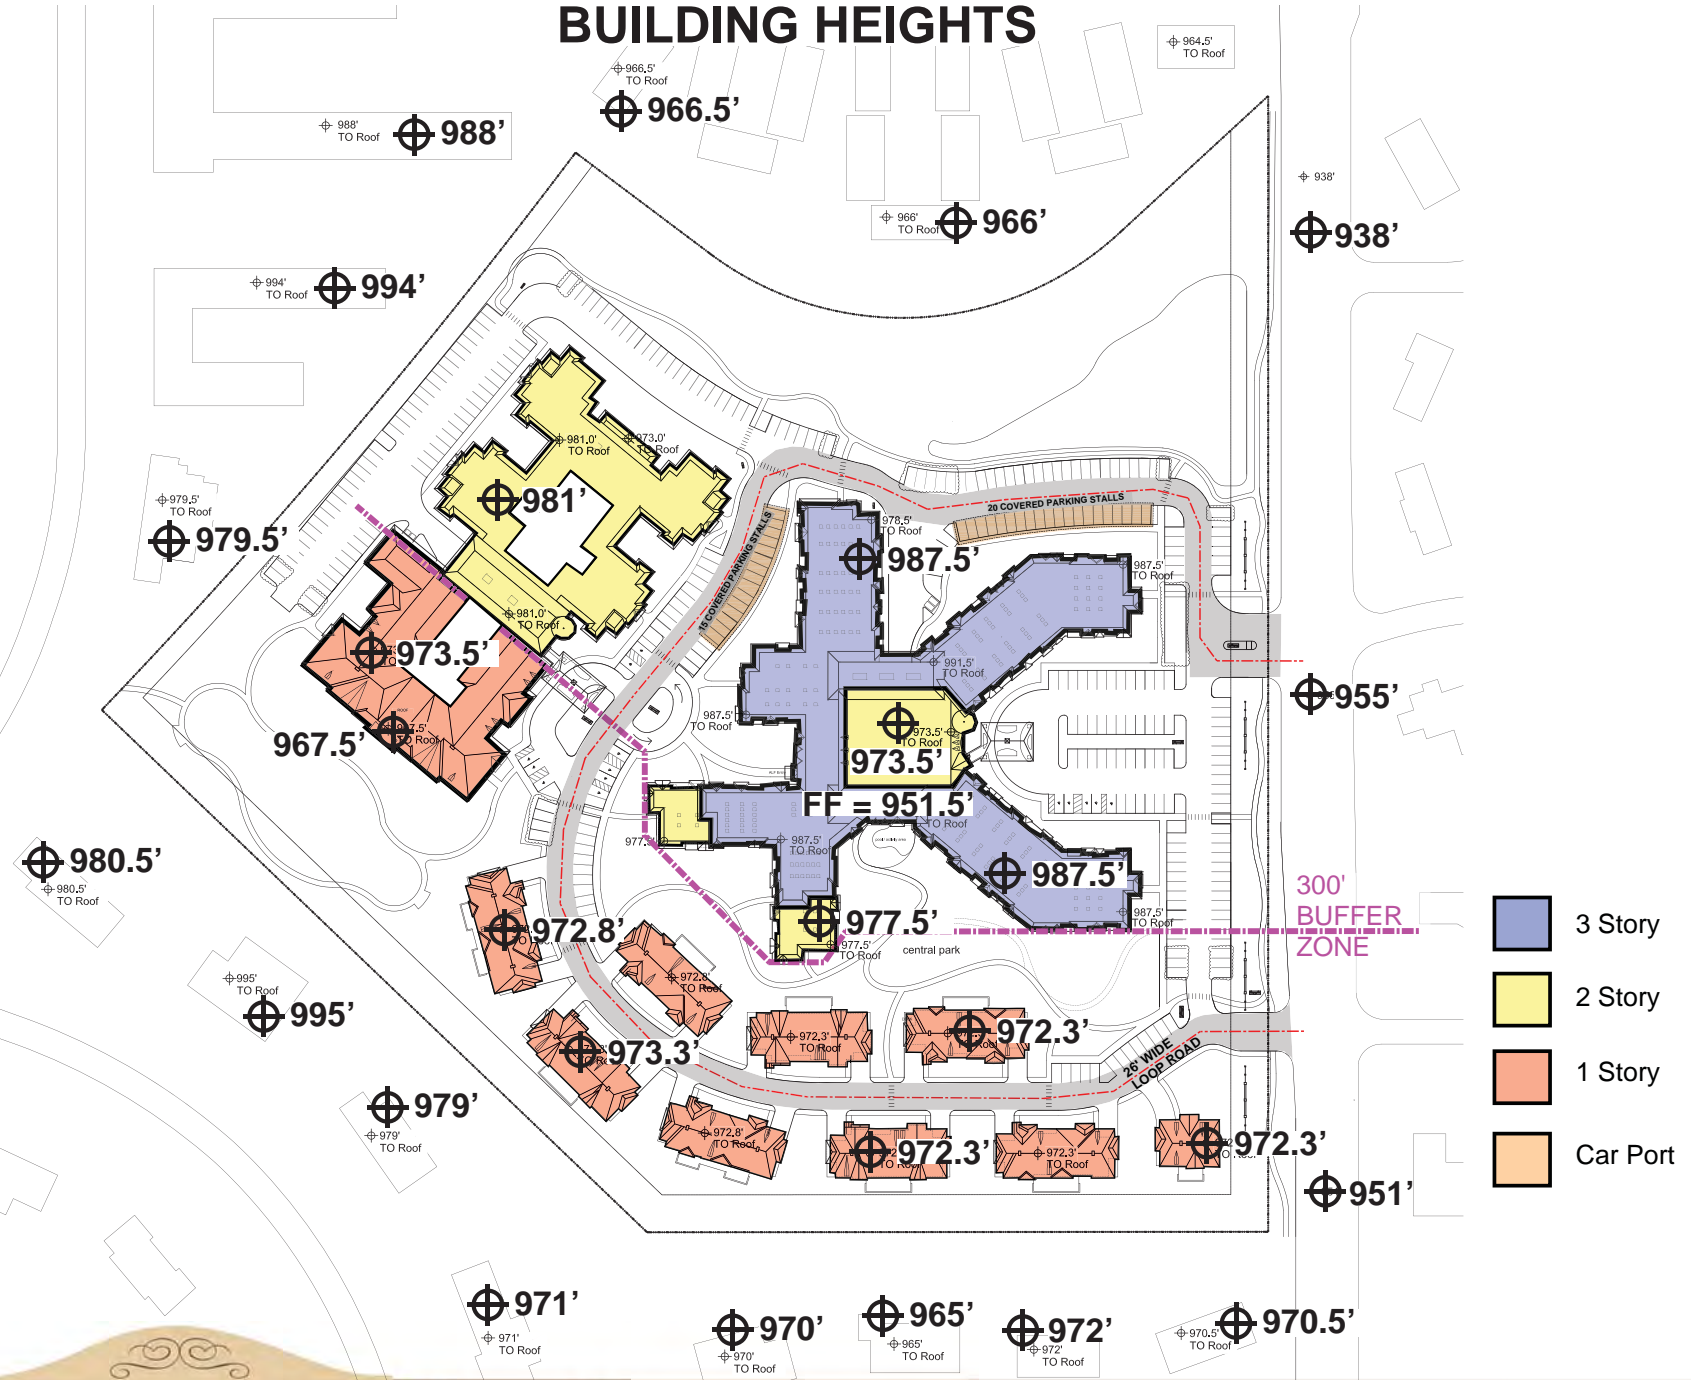 BUILDING HEIGHTS
964.5'
TO Roof
966.5'
TO Roof
966.5’
988'
TO Roof
988’
938'
938’
966'
TO Roof
966’
994'
TO Roof
994’
981.0'
TO Roof
973.0'
TO Roof
981’
979.5'
TO Roof
979.5’
20 COVERED PARKING STALLS
15 COVERED PARKING STALLS
978.5'
TO Roof
987.5’
987.5'
TO Roof
981.0'
TO Roof
973.5’
991.5'
TO Roof
955’
987.5'
TO Roof
973.5'
TO Roof
973.5’
967.5’
TO Roof
FF = 951.5’
TO Roof
987.5'
TO Roof
980.5’
980.5'
TO Roof
987.5’
987.5'
TO Roof
300'
BUFFER
ZONE
977.5’
977.5'
TO Roof
central park
972.8’
972.8'
TO Roof
995'
TO Roof
995’
972.3'
TO Roof
972.3’
973.3’
26' WIDE
LOOP ROAD
979’
979'
TO Roof
972.8'
TO Roof
972.3’
972.3'
TO Roof
972.3’
951’
971’
971'
TO Roof
970’
970'
TO Roof
965’
965'
TO Roof
972’
972'
TO Roof
970.5’
970.5'
TO Roof
3 Story
2 Story
1 Story
Car Port